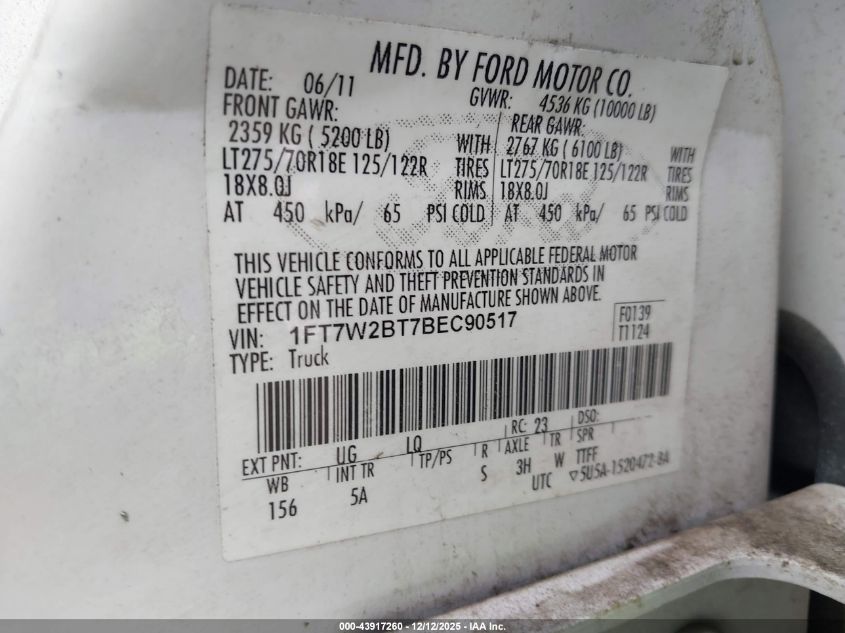 MFD. BY FORD MOTOR CO.
DATE: 06/11 GVWR: 4536 KG (10000 LB)
FRONT GAWR: REAR GAWR:
2359 KG ( 5200 LB) WITH 2767 KG ( 6100 LB) WITH
LT275/70R18E 125/122R TIRES LT275/70R18E 125/122R TIRES
18X8.0J RIMS 18X8.0J RIMS
AT 450 kPa/ 65 PSI COLD AT 450 kPa/ 65 PSI COLD
THIS VEHICLE CONFORMS TO ALL APPLICABLE FEDERAL MOTOR
VEHICLE SAFETY AND THEFT PREVENTION STANDARDS IN
EFFECT ON THE DATE OF MANUFACTURE SHOWN ABOVE.
VIN: 1FT7W2BT7BEC90517 F0139
TYPE: Truck T1124
EXT PNT: UG LQ RC: 23 DSO:
WB INT TR TP/PS R AXLE TR SPR
156 5A S 3H W TTFF
UTC ▽5U5A-1520472-BA
000-43917260 - 12/12/2025 - IAA Inc.